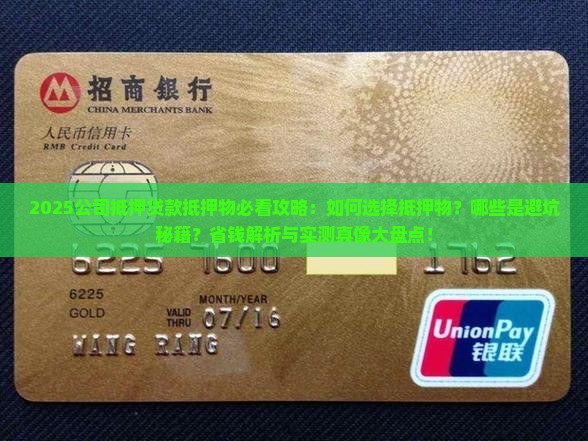 招商銀行
CHINA MERCHANTS BANK
人民币信用卡
RMB Credit Card
2025公司抵押贷款抵押物必看攻略：如何选择抵押物？哪些是避坑
秘籍？省钱解析与实测真像大盘点！
6225 7600 1762
6225
MONTH/YEAR
GOLD VALID THRU 07/16
WANG RANG
UnionPay
银联